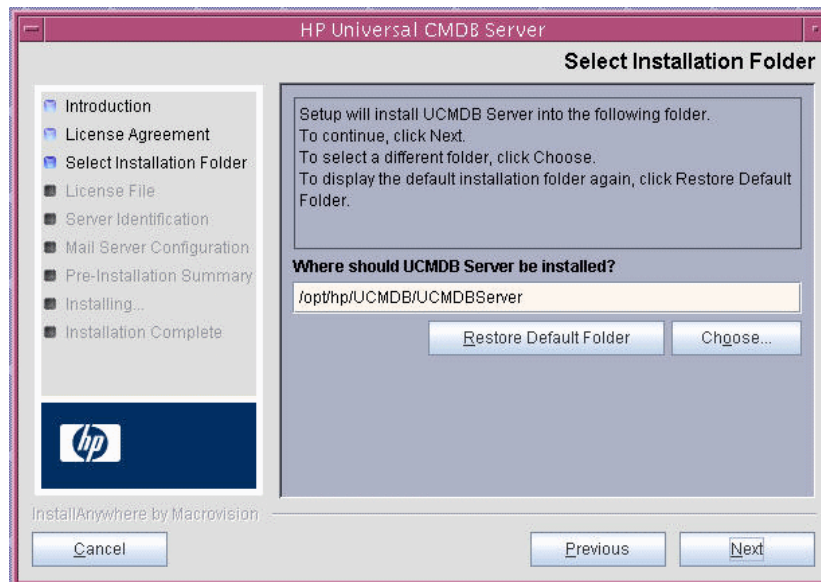 HP Universal CMDB Server
Select Installation Folder
Introduction
License Agreement
Select Installation Folder
License File
Server Identification
Mail Server Configuration
Pre-Installation Summary
Installing...
Installation Complete
hp
Setup will install UCMDB Server into the following folder.
To continue, click Next.
To select a different folder, click Choose.
To display the default installation folder again, click Restore Default
Folder.
Where should UCMDB Server be installed?
/opt/hp/UCMDB/UCMDBServer
Restore Default Folder
Choose...
InstallAnywhere by Macrovision
Cancel
Previous
Next